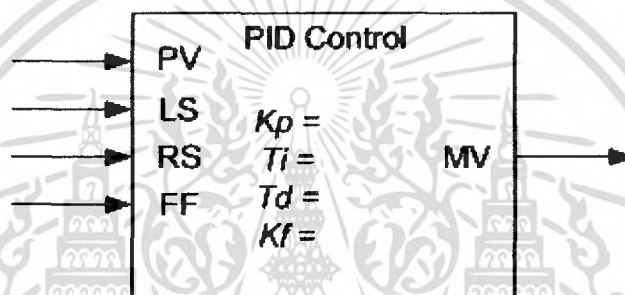 PID Control
PV
LS
RS
FF
Kp =
Ti =
Td =
Kf =
MV